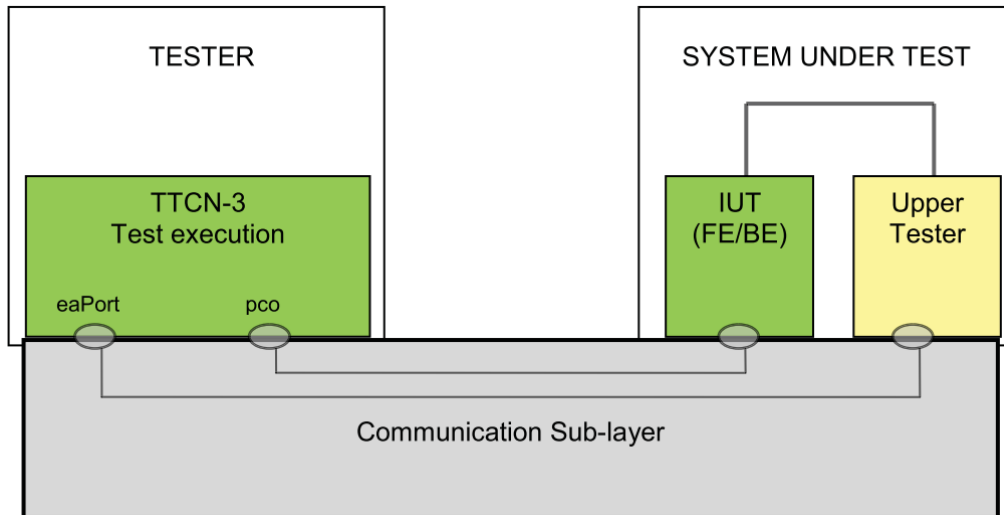 TESTER
SYSTEM UNDER TEST
TTCN-3
Test execution
IUT
(FE/BE)
Upper
Tester
eaPort
pco
Communication Sub-layer